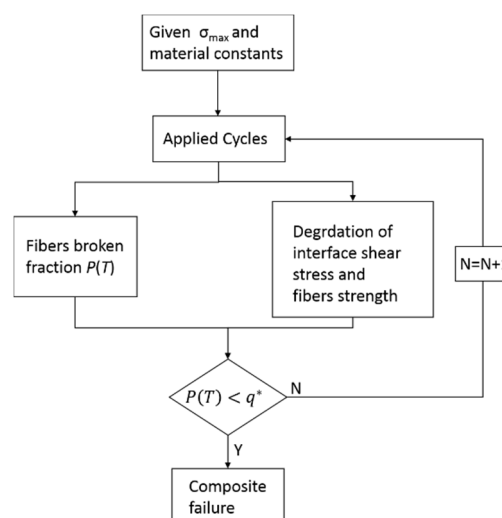 Given σmax and
material constants
Applied Cycles
Fibers broken
fraction P(T)
Degrdation of
interface shear
stress and
fibers strength
N=N+
P(T) < q*
N
Y
Composite
failure